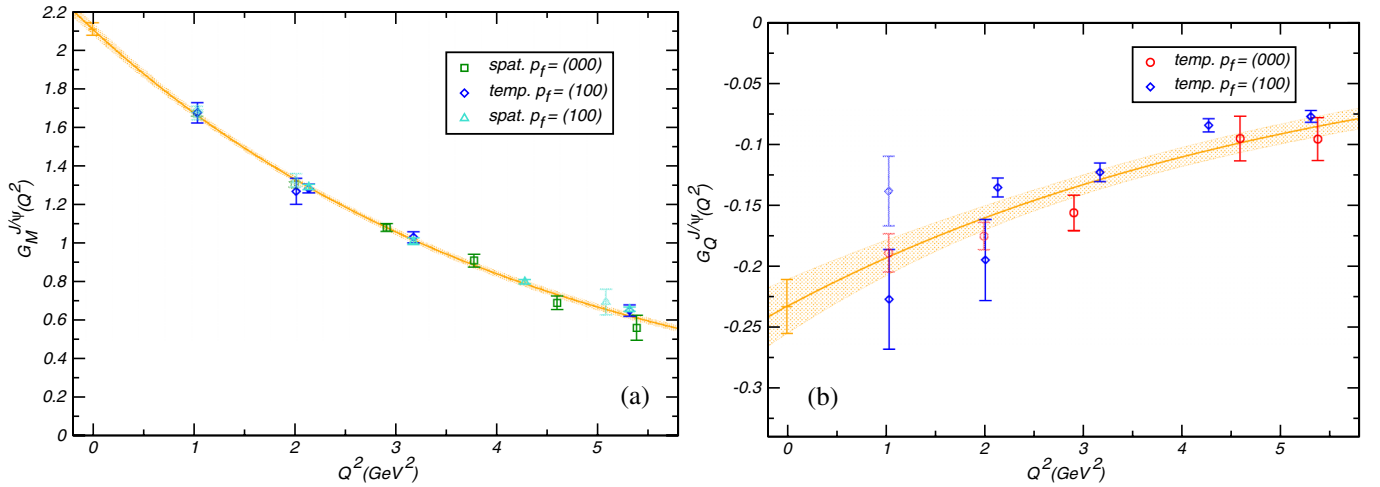 2.2
2
1.8
1.6
1.4
1.2
1
0.8
0.6
0.4
0.2
0
G_M^{J/ψ}(Q^2)
spat. p_f = (000)
temp. p_f = (100)
spat. p_f = (100)
(a)
0 1 2 3 4 5
Q^2(GeV^2)
0
-0.05
-0.1
-0.15
-0.2
-0.25
-0.3
G_Q^{J/ψ}(Q^2)
temp. p_f = (000)
temp. p_f = (100)
(b)
0 1 2 3 4 5
Q^2(GeV^2)